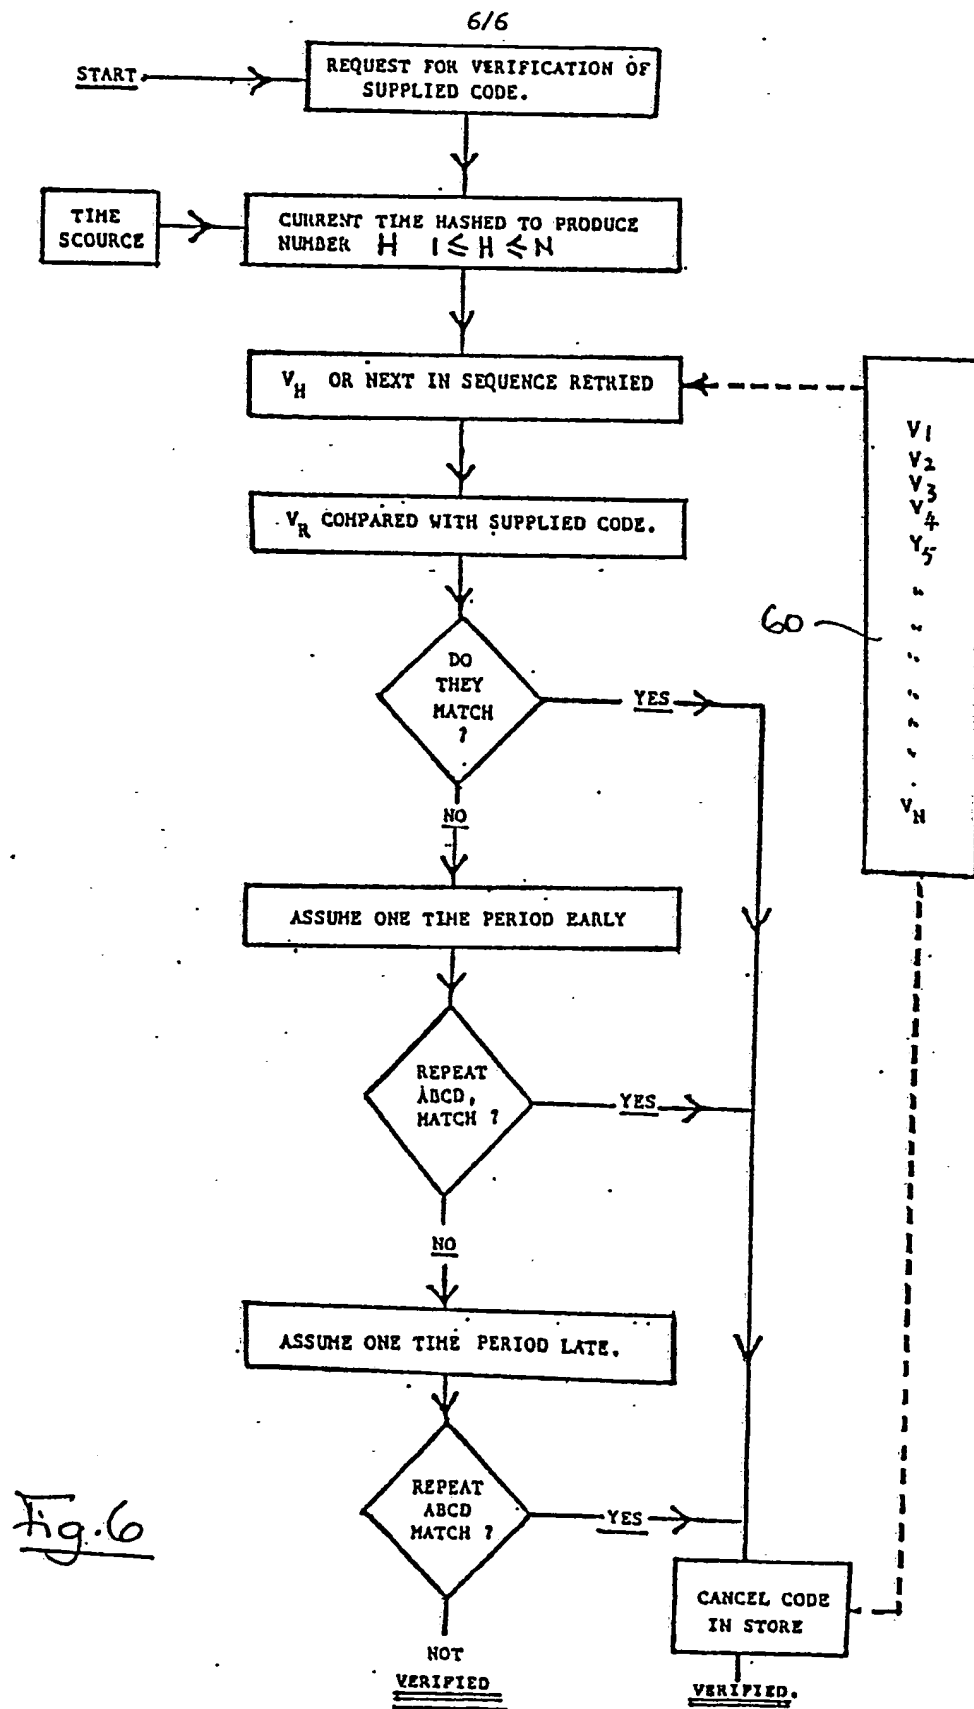 6/6
START
REQUEST FOR VERIFICATION OF
SUPPLIED CODE.
TIME
SCOURCE
CURRENT TIME HASHED TO PRODUCE
NUMBER H 1≤H≤N
V_H OR NEXT IN SEQUENCE RETRIED
V1
V2
V3
V4
Y5
V_N
60
V_R COMPARED WITH SUPPLIED CODE.
DO
THEY
MATCH
?
YES
NO
ASSUME ONE TIME PERIOD EARLY
REPEAT
ABCD,
MATCH ?
YES
NO
ASSUME ONE TIME PERIOD LATE.
REPEAT
ABCD
MATCH ?
YES
Fig.6
CANCEL CODE
IN STORE
NOT
VERIFIED
VERIFIED.